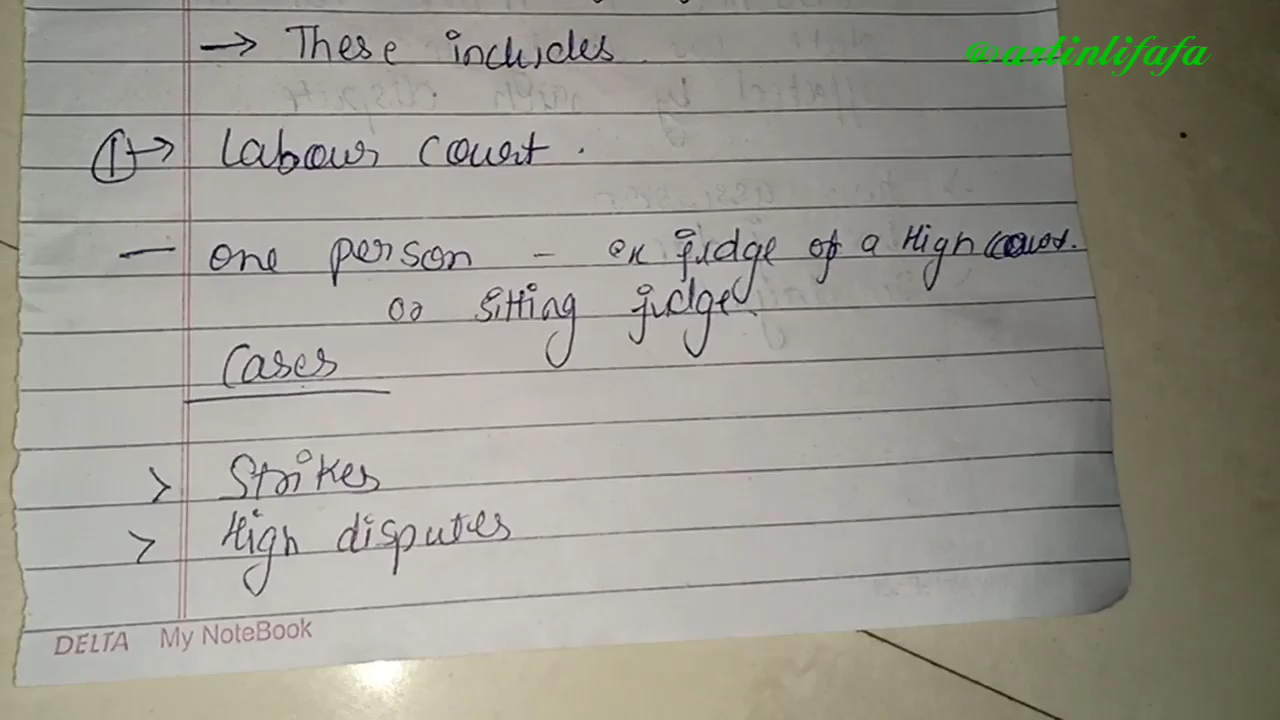 → These includes.
@artinlifafa
1→ Labour Court.
— One person — ex judge of a High Court.
or sitting judge
Cases
> Strikes
> High disputes
DELTA My NoteBook